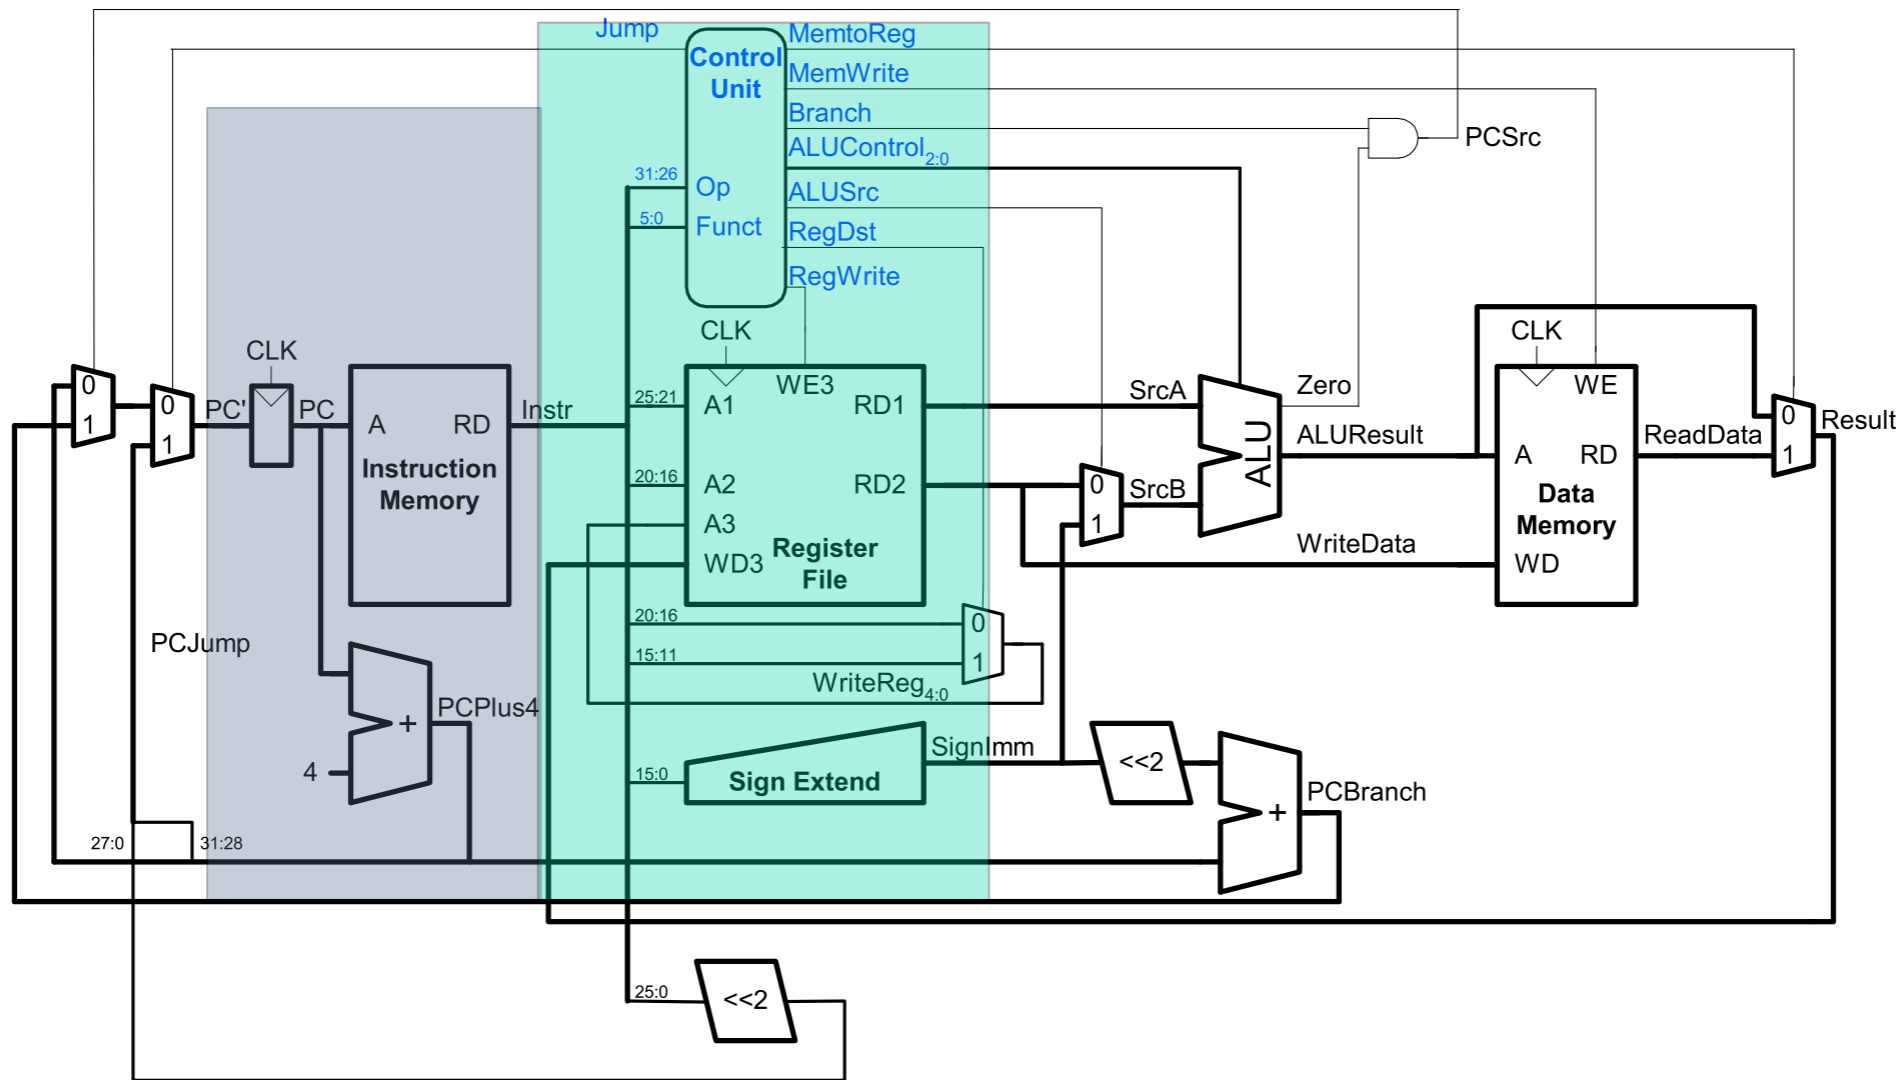 Jump
MemtoReg
Control
Unit
MemWrite
Branch
PCSrc
ALUControl2:0
31:26
Op
ALUSrc
5:0
Funct
RegDst
RegWrite
CLK
CLK
CLK
0
1
0
1
PC'
PC
A
RD
Instruction
Memory
Instr
25:21
A1
WE3
RD1
20:16
A2
RD2
A3
WD3
Register
File
SrcA
0
1
SrcB
ALU
Zero
ALUResult
WriteData
WE
A
RD
Data
Memory
WD
ReadData
0
1
Result
20:16
0
15:11
1
WriteReg4:0
PCJump
PCPlus4
+
4
SignImm
15:0
Sign Extend
<<2
+
PCBranch
27:0
31:28
25:0
<<2